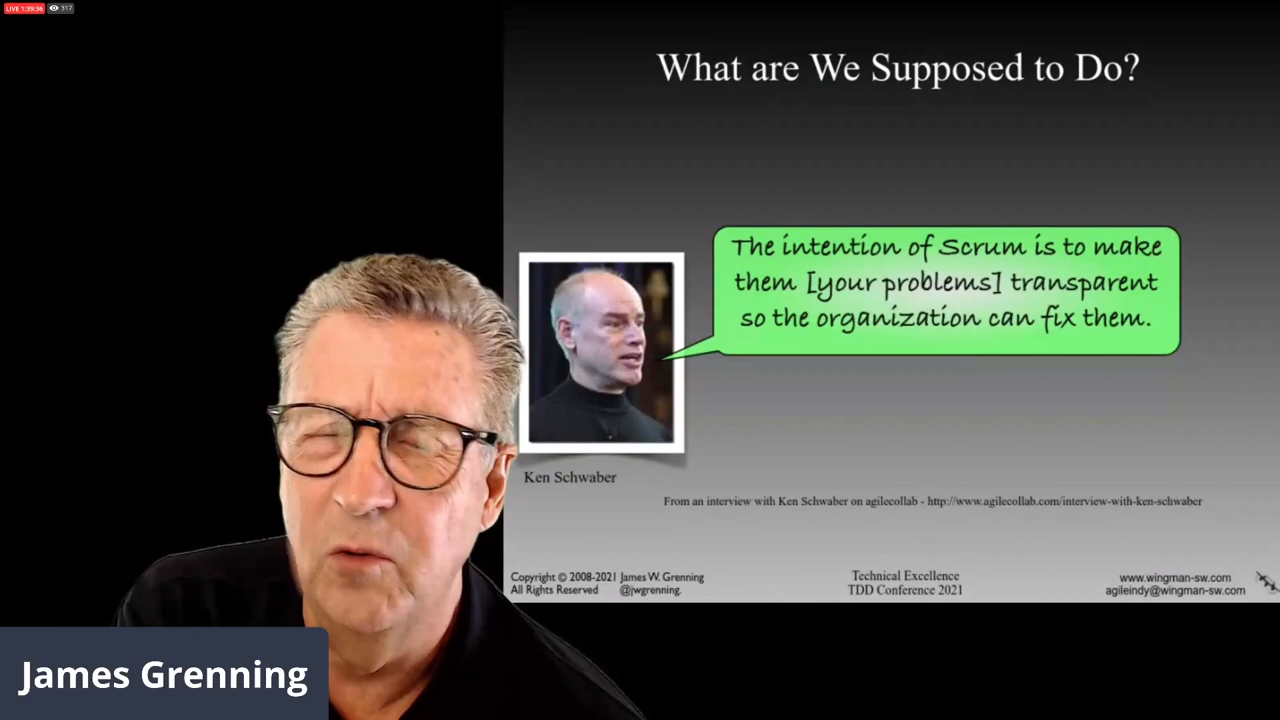 LIVE 1:39:36 317
What are We Supposed to Do?
The intention of Scrum is to make
them [your problems] transparent
so the organization can fix them.
Ken Schwaber
From an interview with Ken Schwaber on agilecollab - http://www.agilecollab.com/interview-with-ken-schwaber
Copyright © 2008-2021 James W. Grenning
All Rights Reserved @jwgrenning.
Technical Excellence
TDD Conference 2021
www.wingman-sw.com
agileindy@wingman-sw.com
James Grenning